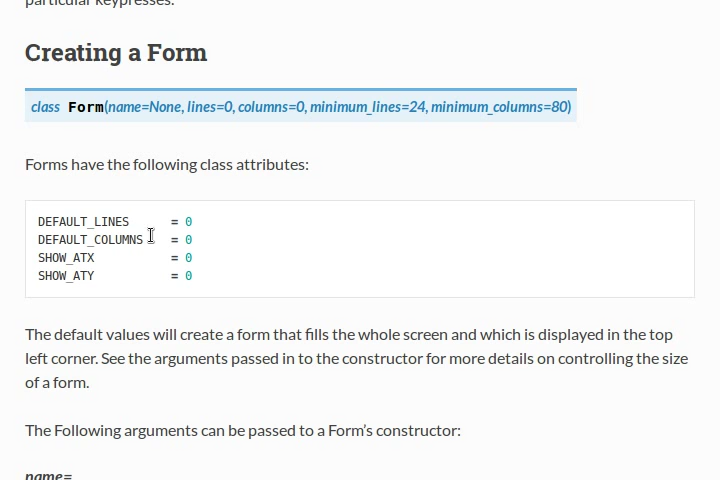 particular keypresses.
Creating a Form
class Form(name=None, lines=0, columns=0, minimum_lines=24, minimum_columns=80)
Forms have the following class attributes:
DEFAULT_LINES = 0
DEFAULT_COLUMNS = 0
SHOW_ATX = 0
SHOW_ATY = 0
The default values will create a form that fills the whole screen and which is displayed in the top
left corner. See the arguments passed in to the constructor for more details on controlling the size
of a form.
The Following arguments can be passed to a Form’s constructor:
name=